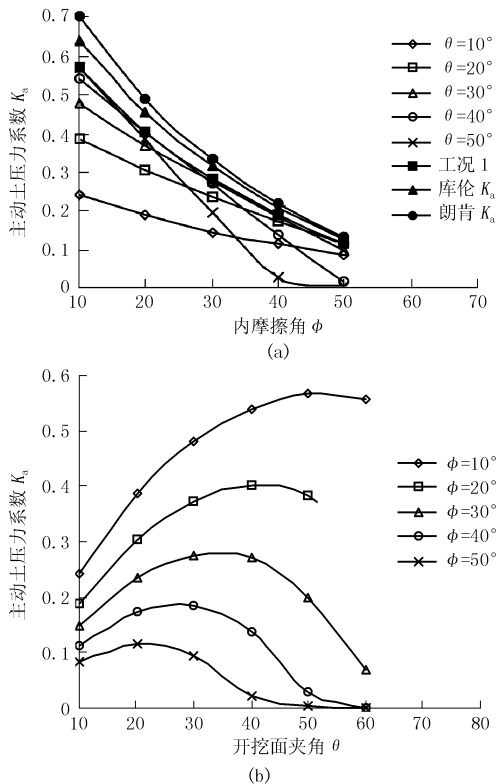 0.7
0.6
0.5
0.4
0.3
0.2
0.1
0
主动土压力系数 Ka
10
20
30
40
50
60
70
内摩擦角 ϕ
θ=10°
θ=20°
θ=30°
θ=40°
θ=50°
工况 1
库伦 Ka
朗肯 Ka
(a)
0.6
0.5
0.4
0.3
0.2
0.1
0
主动土压力系数 Ka
10
20
30
40
50
60
70
80
开挖面夹角 θ
ϕ=10°
ϕ=20°
ϕ=30°
ϕ=40°
ϕ=50°
(b)